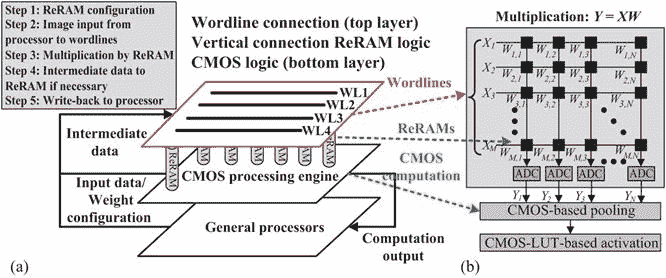 Step 1: ReRAM configuration
Step 2: Image input from
processor to wordlines
Step 3: Multiplication by ReRAM
Step 4: Intermediate data to
ReRAM if necessary
Step 5: Write-back to processor
Wordline connection (top layer)
Vertical connection ReRAM logic
CMOS logic (bottom layer)
WL1
WL2
WL3
WL4
Wordlines
ReRAMs
CMOS
computation
Intermediate
data
ReRAM
CMOS processing engine
Input data/
Weight
configuration
General processors
Computation
output
(a)
Multiplication: Y = XW
X1 W1,1 W1,2 W1,3 W1,N
X2 W2,1 W2,2 W2,3 W2,N
X3 W3,1 W3,2 W3,3 W3,N
XM WM,1 WM,2 WM,3 WM,N
ADC ADC ADC ADC
Y1 Y2 Y3 YN
CMOS-based pooling
CMOS-LUT-based activation
(b)